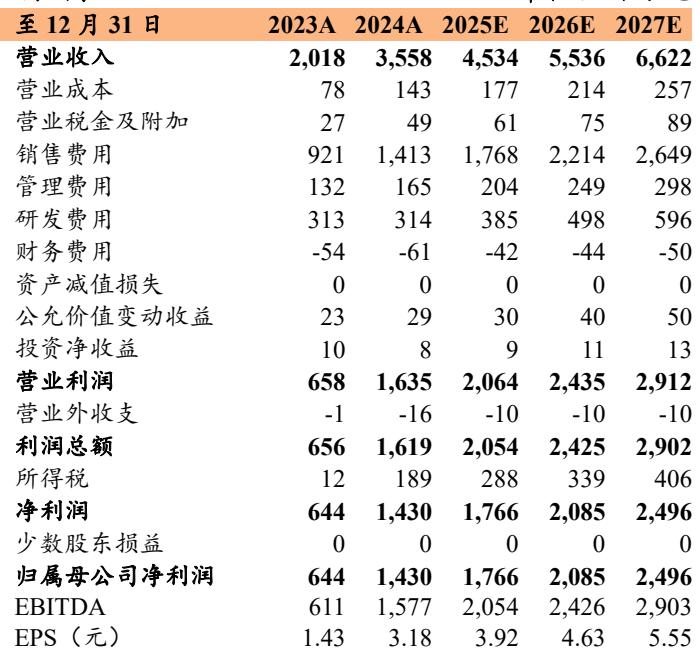 至 12 月 31 日 2023A 2024A 2025E 2026E 2027E
营业收入 2,018 3,558 4,534 5,536 6,622
营业成本 78 143 177 214 257
营业税金及附加 27 49 61 75 89
销售费用 921 1,413 1,768 2,214 2,649
管理费用 132 165 204 249 298
研发费用 313 314 385 498 596
财务费用 -54 -61 -42 -44 -50
资产减值损失 0 0 0 0 0
公允价值变动收益 23 29 30 40 50
投资净收益 10 8 9 11 13
营业利润 658 1,635 2,064 2,435 2,912
营业外收支 -1 -16 -10 -10 -10
利润总额 656 1,619 2,054 2,425 2,902
所得税 12 189 288 339 406
净利润 644 1,430 1,766 2,085 2,496
少数股东损益 0 0 0 0 0
归属母公司净利润 644 1,430 1,766 2,085 2,496
EBITDA 611 1,577 2,054 2,426 2,903
EPS（元） 1.43 3.18 3.92 4.63 5.55